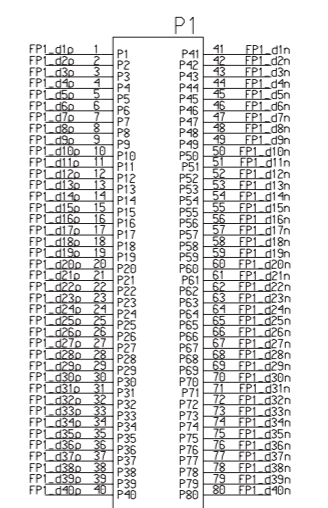 P1
FP1_d1p 1 P1 P41 41 FP1_d1n
FP1_d2p 2 P2 P42 42 FP1_d2n
FP1_d3p 3 P3 P43 43 FP1_d3n
FP1_d4p 4 P4 P44 44 FP1_d4n
FP1_d5p 5 P5 P45 45 FP1_d5n
FP1_d6p 6 P6 P46 46 FP1_d6n
FP1_d7p 7 P7 P47 47 FP1_d7n
FP1_d8p 8 P8 P48 48 FP1_d8n
FP1_d9p 9 P9 P49 49 FP1_d9n
FP1_d10p 10 P10 P50 50 FP1_d10n
FP1_d11p 11 P11 P51 51 FP1_d11n
FP1_d12p 12 P12 P52 52 FP1_d12n
FP1_d13p 13 P13 P53 53 FP1_d13n
FP1_d14p 14 P14 P54 54 FP1_d14n
FP1_d15p 15 P15 P55 55 FP1_d15n
FP1_d16p 16 P16 P56 56 FP1_d16n
FP1_d17p 17 P17 P57 57 FP1_d17n
FP1_d18p 18 P18 P58 58 FP1_d18n
FP1_d19p 19 P19 P59 59 FP1_d19n
FP1_d20p 20 P20 P60 60 FP1_d20n
FP1_d21p 21 P21 P61 61 FP1_d21n
FP1_d22p 22 P22 P62 62 FP1_d22n
FP1_d23p 23 P23 P63 63 FP1_d23n
FP1_d24p 24 P24 P64 64 FP1_d24n
FP1_d25p 25 P25 P65 65 FP1_d25n
FP1_d26p 26 P26 P66 66 FP1_d26n
FP1_d27p 27 P27 P67 67 FP1_d27n
FP1_d28p 28 P28 P68 68 FP1_d28n
FP1_d29p 29 P29 P69 69 FP1_d29n
FP1_d30p 30 P30 P70 70 FP1_d30n
FP1_d31p 31 P31 P71 71 FP1_d31n
FP1_d32p 32 P32 P72 72 FP1_d32n
FP1_d33p 33 P33 P73 73 FP1_d33n
FP1_d34p 34 P34 P74 74 FP1_d34n
FP1_d35p 35 P35 P75 75 FP1_d35n
FP1_d36p 36 P36 P76 76 FP1_d36n
FP1_d37p 37 P37 P77 77 FP1_d37n
FP1_d38p 38 P38 P78 78 FP1_d38n
FP1_d39p 39 P39 P79 79 FP1_d39n
FP1_d40p 40 P40 P80 80 FP1_d40n